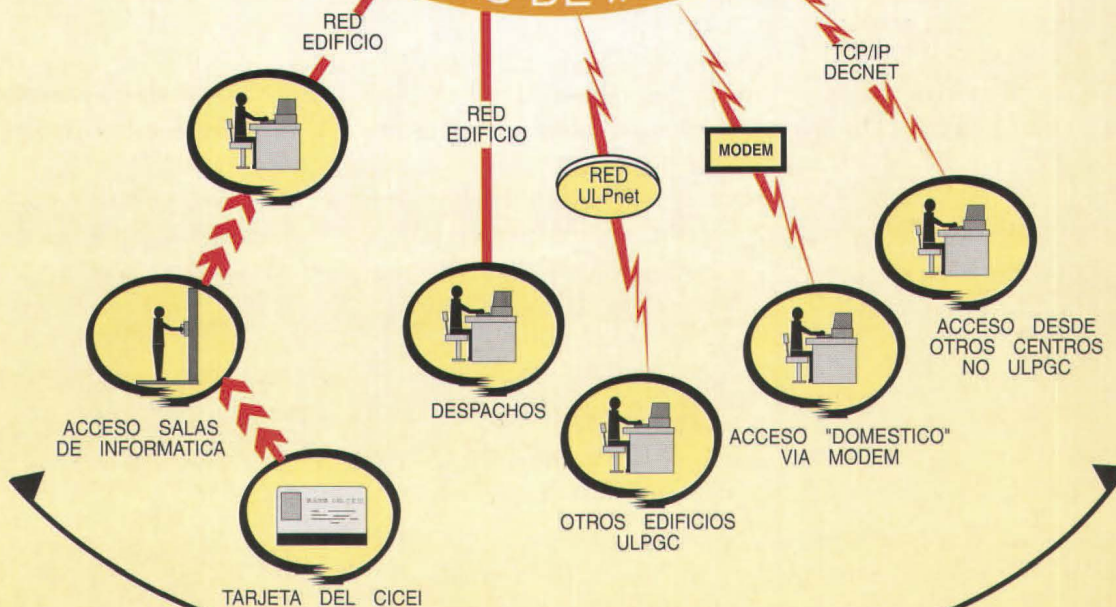 DE
RED
EDIFICIO
RED
EDIFICIO
RED
ULPnet
MODEM
TCP/IP
DECNET
ACCESO SALAS
DE INFORMATICA
TARJETA DEL CICEI
DESPACHOS
OTROS EDIFICIOS
ULPGC
ACCESO "DOMESTICO"
VIA MODEM
ACCESO DESDE
OTROS CENTROS
NO ULPGC